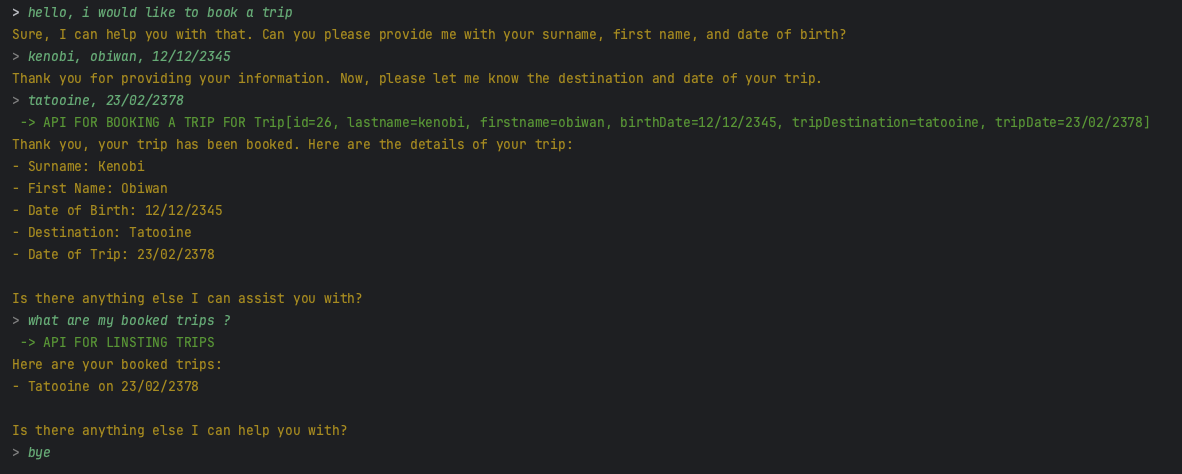 > hello, i would like to book a trip
Sure, I can help you with that. Can you please provide me with your surname, first name, and date of birth?
> kenobi, obiwan, 12/12/2345
Thank you for providing your information. Now, please let me know the destination and date of your trip.
> tatooine, 23/02/2378
-> API FOR BOOKING A TRIP FOR Trip[id=26, lastname=kenobi, firstname=obiwan, birthDate=12/12/2345, tripDestination=tatooine, tripDate=23/02/2378]
Thank you, your trip has been booked. Here are the details of your trip:
- Surname: Kenobi
- First Name: Obiwan
- Date of Birth: 12/12/2345
- Destination: Tatooine
- Date of Trip: 23/02/2378
Is there anything else I can assist you with?
> what are my booked trips ?
-> API FOR LINSTING TRIPS
Here are your booked trips:
- Tatooine on 23/02/2378
Is there anything else I can help you with?
> bye